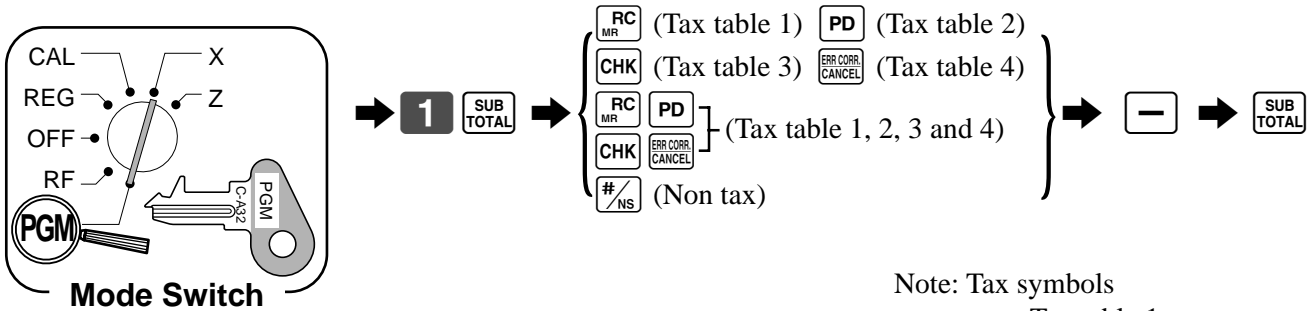 CAL
X
REG
Z
OFF
RF
PGM
PGM
C-A32
Mode Switch
1 SUB TOTAL
RC MR (Tax table 1) PD (Tax table 2)
CHK (Tax table 3) ERR CORR. CANCEL (Tax table 4)
RC MR PD
CHK ERR CORR. CANCEL (Tax table 1, 2, 3 and 4)
#/NS (Non tax)
− SUB TOTAL
Note: Tax symbols